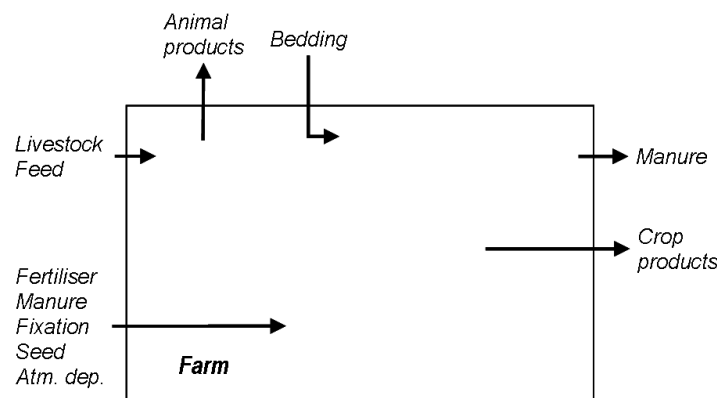 Animal
products
Bedding
Livestock
Feed
Manure
Crop
products
Fertiliser
Manure
Fixation
Seed
Atm. dep.
Farm